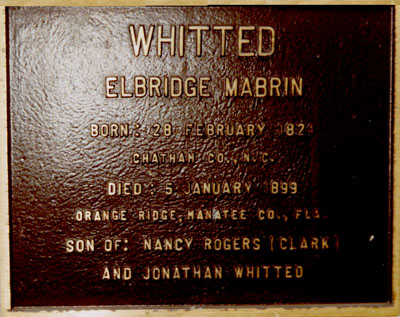 WHITTED
ELBRIDGE MABRIN
BORN: 28 FEBRUARY
CHATHAM CO., N.C.
DIED: 5 JANUARY 1899
ORANGE RIDGE, MANATEE CO., FLA.
SON OF: NANCY ROGERS (CLARK)
AND JONATHAN WHITTED